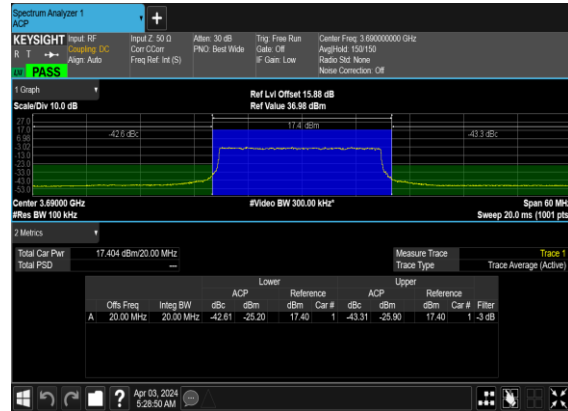 Spectrum Analyzer 1
ACP
+
KEYSIGHT Input: RF Input Z: 50 Ω Atten: 30 dB Trig: Free Run Center Freq: 3.690000000 GHz
R T Coupling: DC Corr CCorr PNO: Best Wide Gate: Off Avg|Hold: 150/150
Align: Auto Freq Ref: Int (S) IF Gain: Low Radio Std: None
Noise Correction: Off
LW PASS
1 Graph
Ref Lvl Offset 15.88 dB
Scale/Div 10.0 dB Ref Value 36.98 dBm
27.0
17.4 dBm
17.0
-42.6 dBc -43.3 dBc
6.98
-3.02
-13.0
-23.0
-33.0
-43.0
-53.0
Center 3.69000 GHz #Video BW 300.00 kHz* Span 60 MHz
#Res BW 100 kHz Sweep 20.0 ms (1001 pts)
2 Metrics
Total Car Pwr 17.404 dBm/20.00 MHz Measure Trace Trace 1
Total PSD --- Trace Type Trace Average (Active)
Lower Upper
ACP Reference ACP Reference
Offs Freq Integ BW dBc dBm dBm Car # dBc dBm dBm Car # Filter
A 20.00 MHz 20.00 MHz -42.61 -25.20 17.40 1 -43.31 -25.90 17.40 1 -3 dB
? Apr 03, 2024
5:28:50 AM